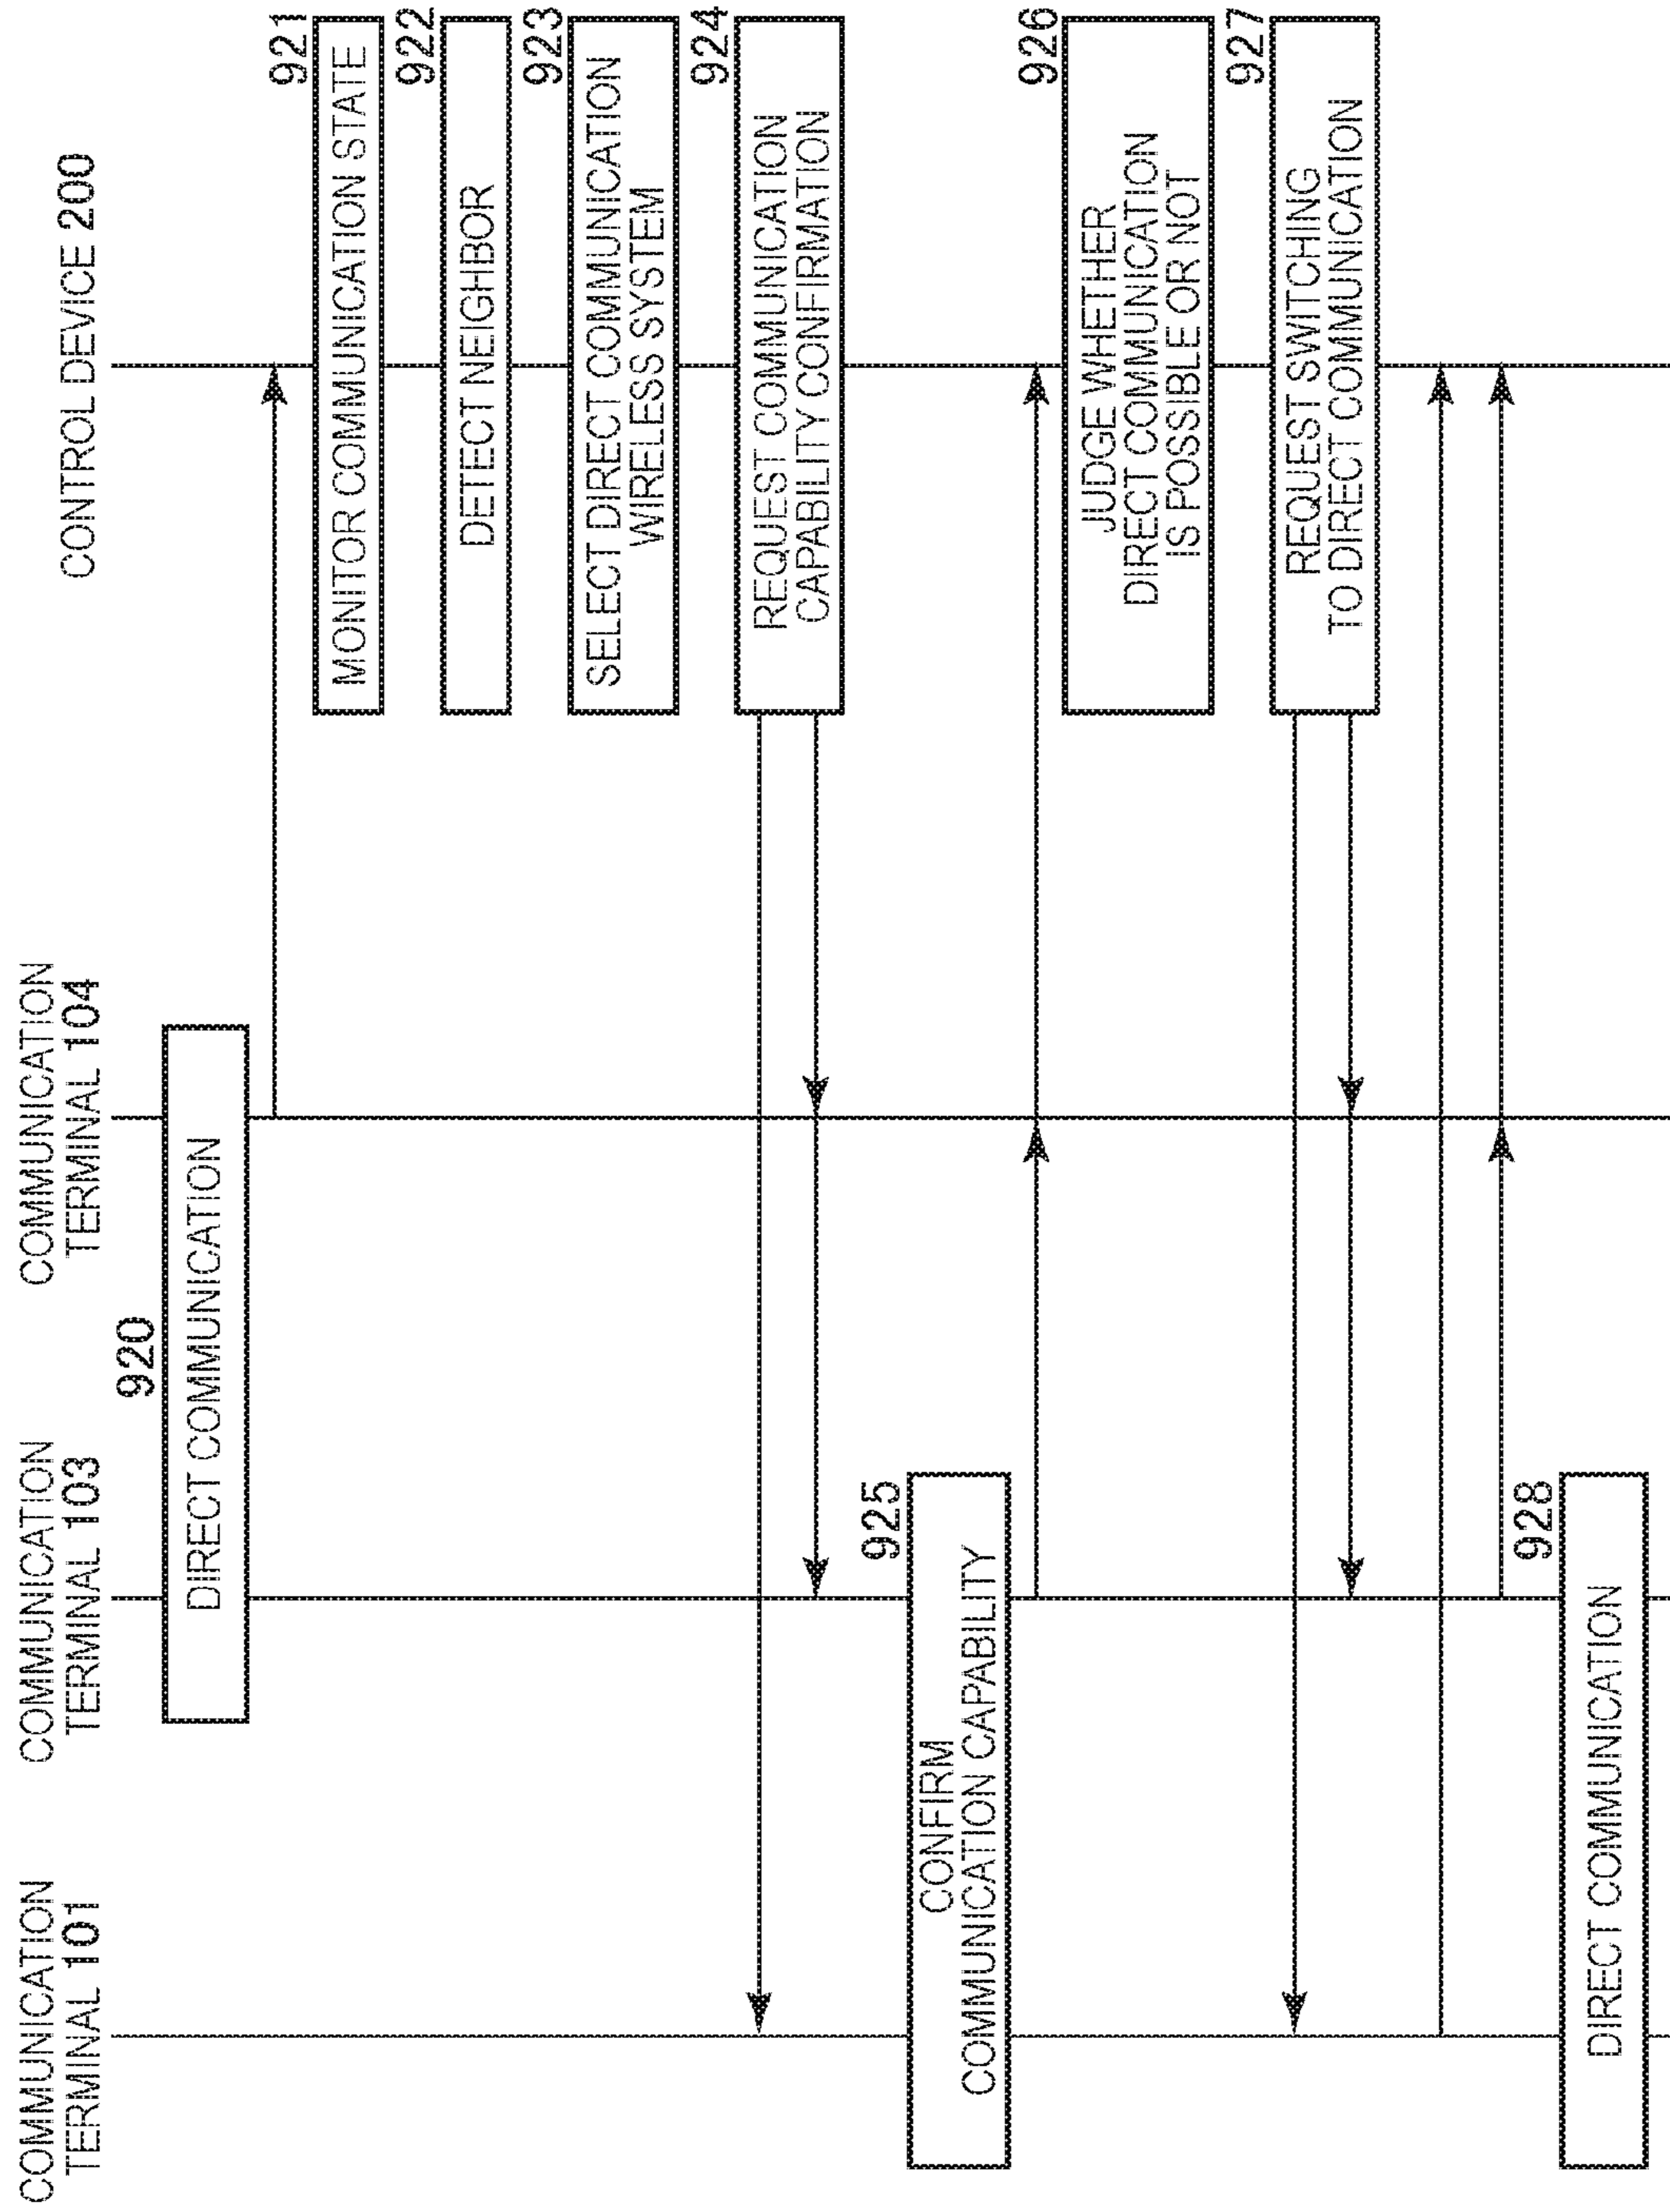 COMMUNICATION
TERMINAL 101
COMMUNICATION
TERMINAL 103
COMMUNICATION
TERMINAL 104
CONTROL DEVICE 200
920
DIRECT COMMUNICATION
921
MONITOR COMMUNICATION STATE
922
DETECT NEIGHBOR
923
SELECT DIRECT COMMUNICATION
WIRELESS SYSTEM
924
REQUEST COMMUNICATION
CAPABILITY CONFIRMATION
925
CONFIRM
COMMUNICATION CAPABILITY
926
JUDGE WHETHER
DIRECT COMMUNICATION
IS POSSIBLE OR NOT
927
REQUEST SWITCHING
TO DIRECT COMMUNICATION
928
DIRECT COMMUNICATION